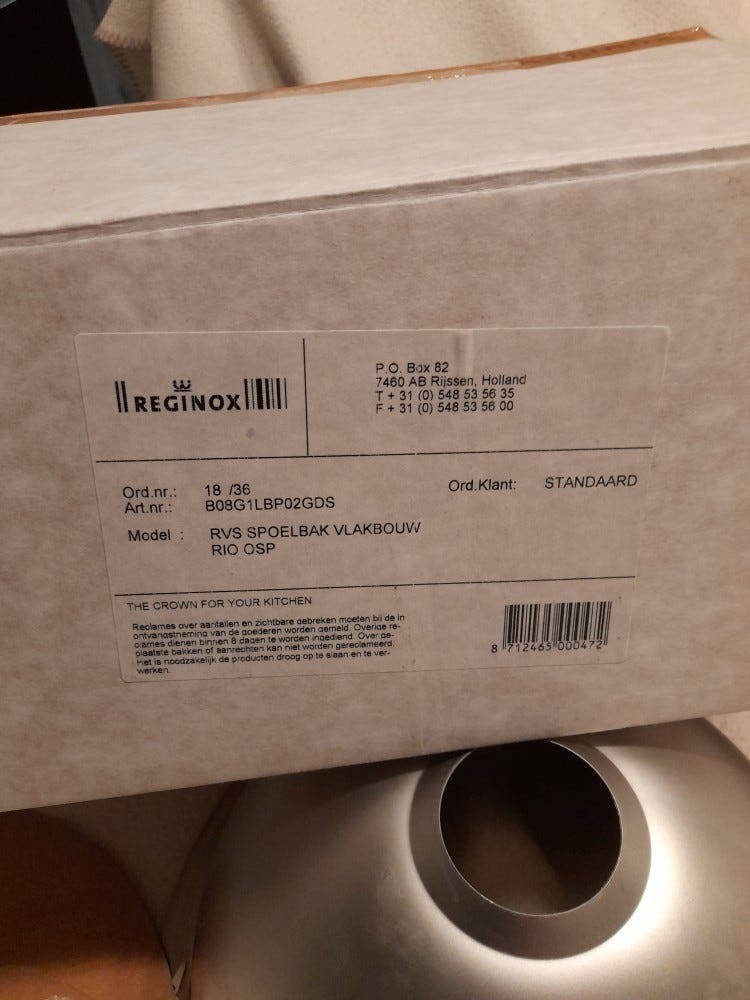 REGINOX
P.O. Box 82
7460 AB Rijssen, Holland
T + 31 (0) 548 53 56 35
F + 31 (0) 548 53 56 00
Ord.nr.: 18 /36 Ord.Klant: STANDAARD
Art.nr.: B08G1LBP02GDS
Model : RVS SPOELBAK VLAKBOUW
RIO OSP
THE CROWN FOR YOUR KITCHEN
Reclames over aantallen en zichtbare gebreken moeten bij de in
ontvangstneming van de goederen worden gemeld. Overige re-
clames dienen binnen 8 dagen te worden ingediend. Over ge-
plaatste bakken of aanrechten kan niet worden gereclameerd.
Het is noodzakelijk de producten droog op te slaan en te ver-
werken.
8 712465 000472